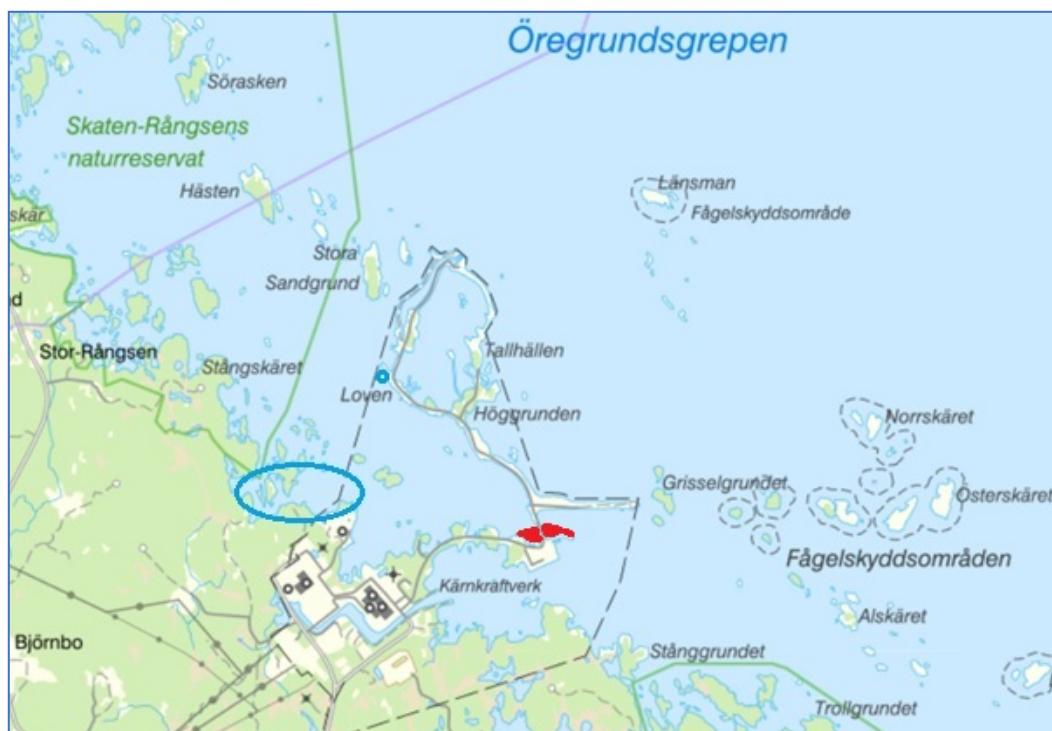 Öregrundsgrepen
Sörasken
Skaten-Rångsens
naturreservat
Hästen
Länsman
Fågelskyddsområde
skär
Stora
Sandgrund
d
Stor-Rångsen
Stångskäret
Tallhällen
Loven
Höggrunden
Norrskäret
Grisselgrundet
Österskäret
Fågelskyddsområden
Kärnkraftverk
Alskäret
Björnbo
Stånggrundet
Trollgrundet